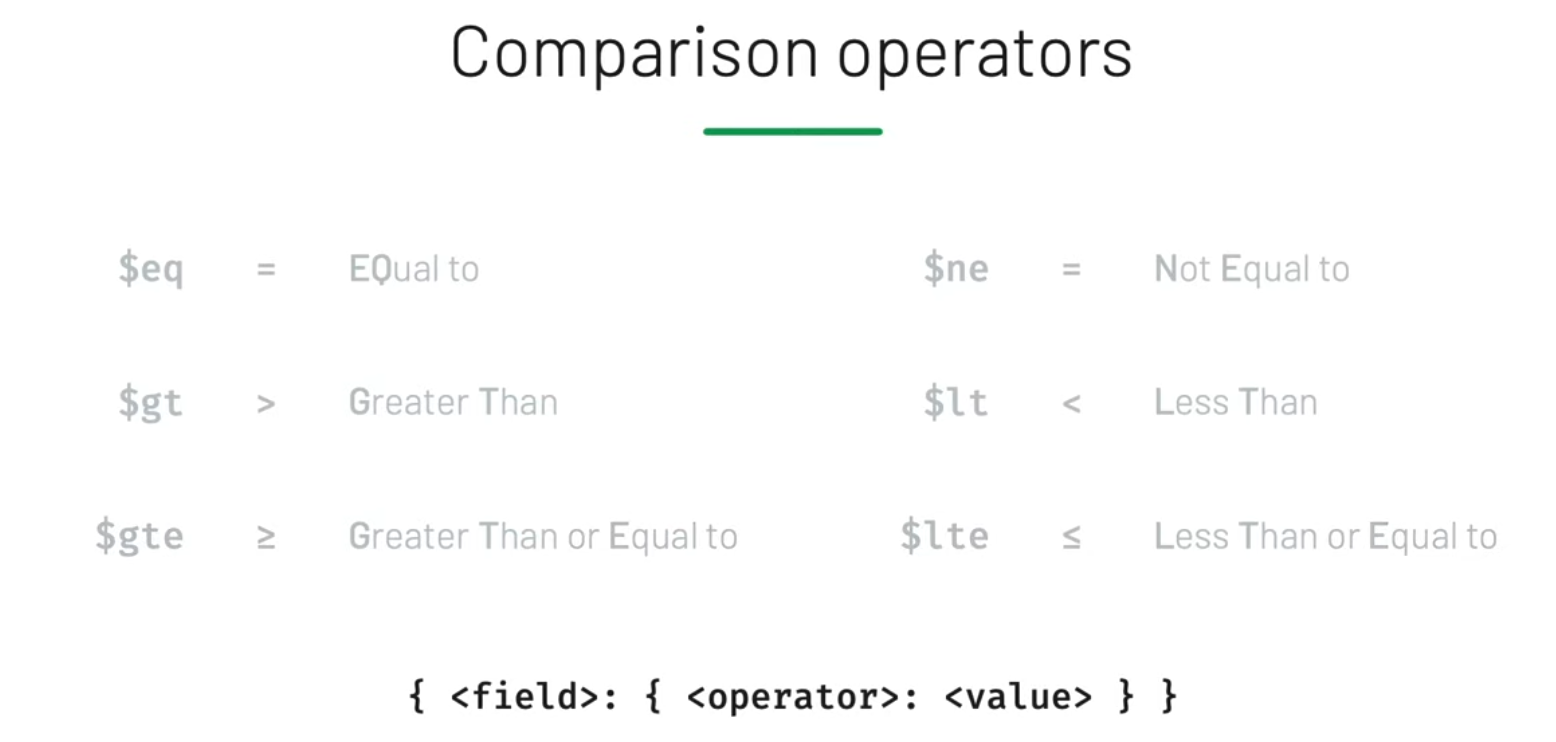 Comparison operators
$eq = EQual to $ne = Not Equal to
$gt > Greater Than $lt < Less Than
$gte ≥ Greater Than or Equal to $lte ≤ Less Than or Equal to
{ <field>: { <operator>: <value> } }